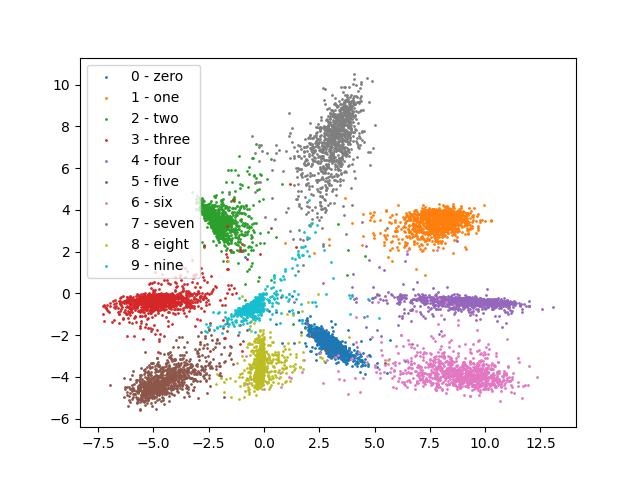 10
8
6
4
2
0
−2
−4
−6
0 - zero
1 - one
2 - two
3 - three
4 - four
5 - five
6 - six
7 - seven
8 - eight
9 - nine
−7.5 −5.0 −2.5 0.0 2.5 5.0 7.5 10.0 12.5